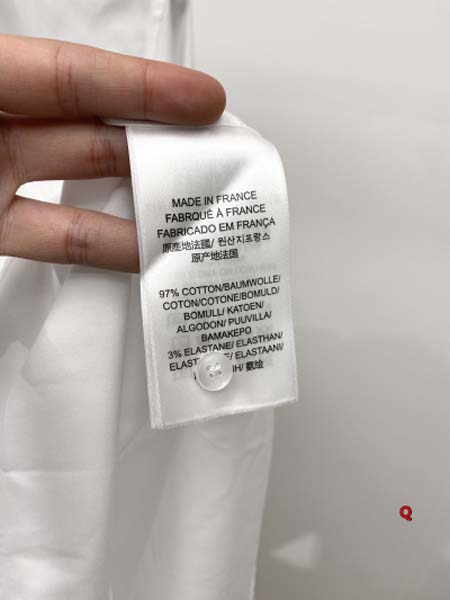 MADE IN FRANCE
FABRIQUÉ À FRANCE
FABRICADO EM FRANÇA
原產地法國/ 원산지프랑스
原产地法国
97% COTTON/BAUMWOLLE/
COTON/COTONE/BOMULD/
BOMULL/ KATOEN/
ALGODON/ PUUVILLA/
BAMAKEPO
3% ELASTANE/ ELASTHAN/
ELASTAANI/
Q